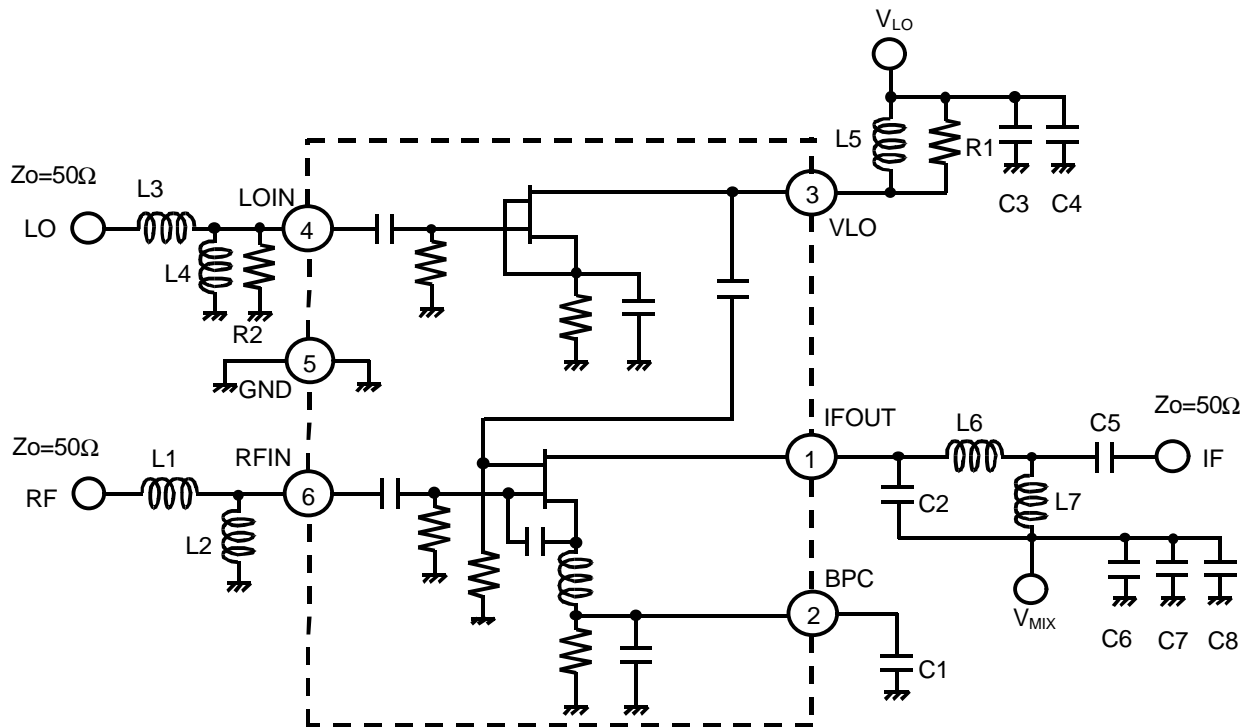 V_LO
L5
R1
C3
C4
Zo=50Ω
L3
LOIN
LO
4
3
VLO
L4
R2
5
GND
IFOUT
Zo=50Ω
L6
C5
Zo=50Ω
L1
RFIN
1
IF
RF
6
C2
L7
L2
BPC
2
V_MIX
C6
C7
C8
C1